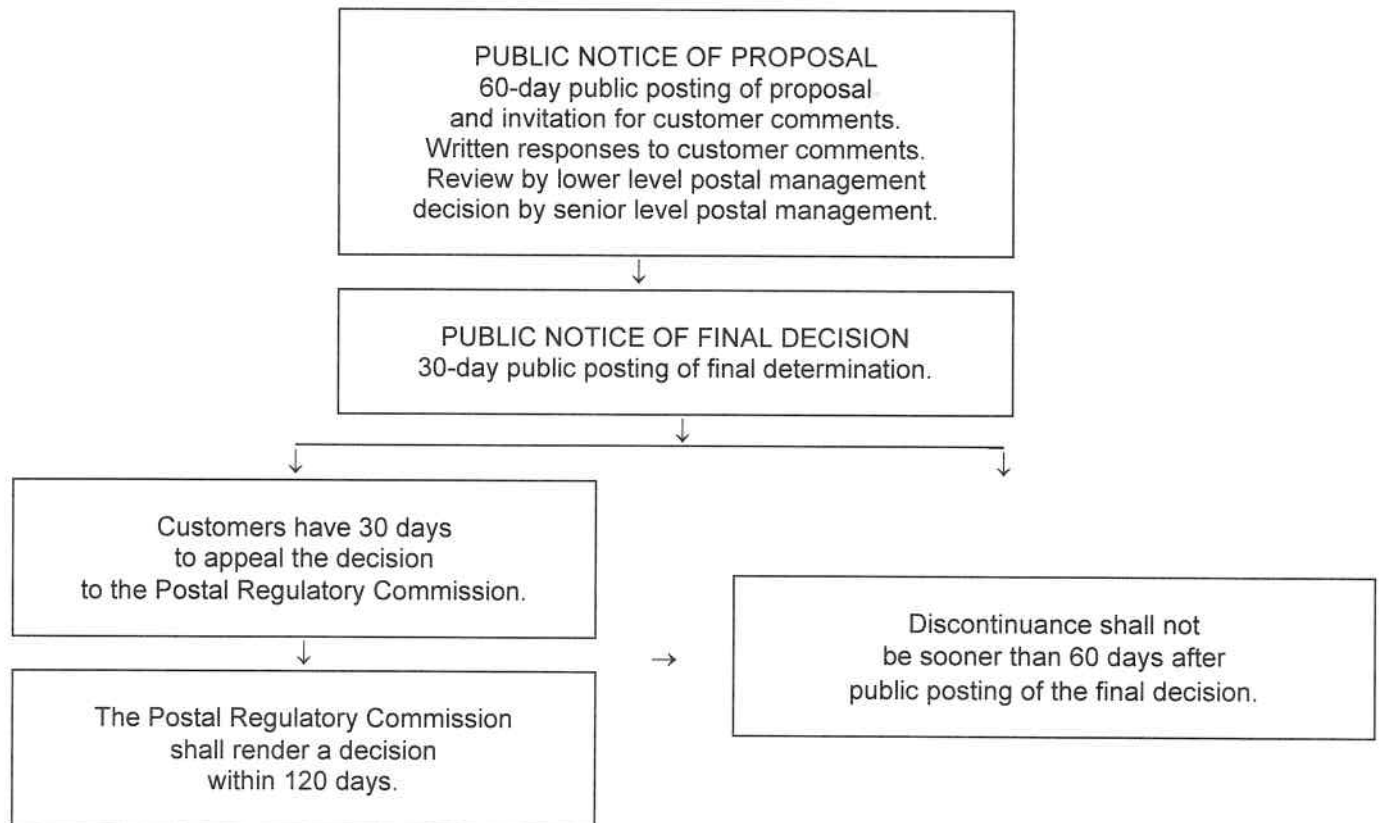 PUBLIC NOTICE OF PROPOSAL
60-day public posting of proposal
and invitation for customer comments.
Written responses to customer comments.
Review by lower level postal management
decision by senior level postal management.
↓
PUBLIC NOTICE OF FINAL DECISION
30-day public posting of final determination.
↓
↓ ↓
Customers have 30 days
to appeal the decision
to the Postal Regulatory Commission.
↓
→
The Postal Regulatory Commission
shall render a decision
within 120 days.
Discontinuance shall not
be sooner than 60 days after
public posting of the final decision.